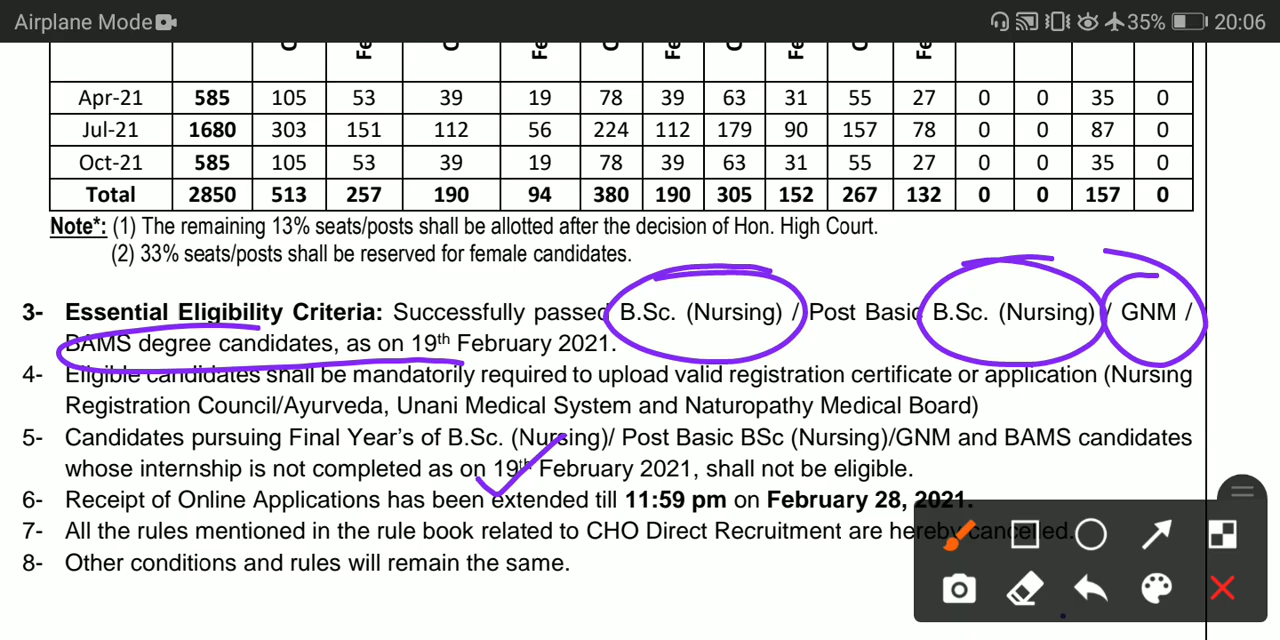 Airplane Mode 35% 20:06
Apr-21 585 105 53 39 19 78 39 63 31 55 27 0 0 35 0
Jul-21 1680 303 151 112 56 224 112 179 90 157 78 0 0 87 0
Oct-21 585 105 53 39 19 78 39 63 31 55 27 0 0 35 0
Total 2850 513 257 190 94 380 190 305 152 267 132 0 0 157 0
Note*: (1) The remaining 13% seats/posts shall be allotted after the decision of Hon. High Court.
(2) 33% seats/posts shall be reserved for female candidates.
3- Essential Eligibility Criteria: Successfully passed B.Sc. (Nursing) / Post Basic B.Sc. (Nursing) / GNM /
BAMS degree candidates, as on 19th February 2021.
4- Eligible candidates shall be mandatorily required to upload valid registration certificate or application (Nursing
Registration Council/Ayurveda, Unani Medical System and Naturopathy Medical Board)
5- Candidates pursuing Final Year's of B.Sc. (Nursing)/ Post Basic BSc (Nursing)/GNM and BAMS candidates
whose internship is not completed as on 19th February 2021, shall not be eligible.
6- Receipt of Online Applications has been extended till 11:59 pm on February 28, 2021.
7- All the rules mentioned in the rule book related to CHO Direct Recruitment are hereby cancelled.
8- Other conditions and rules will remain the same.